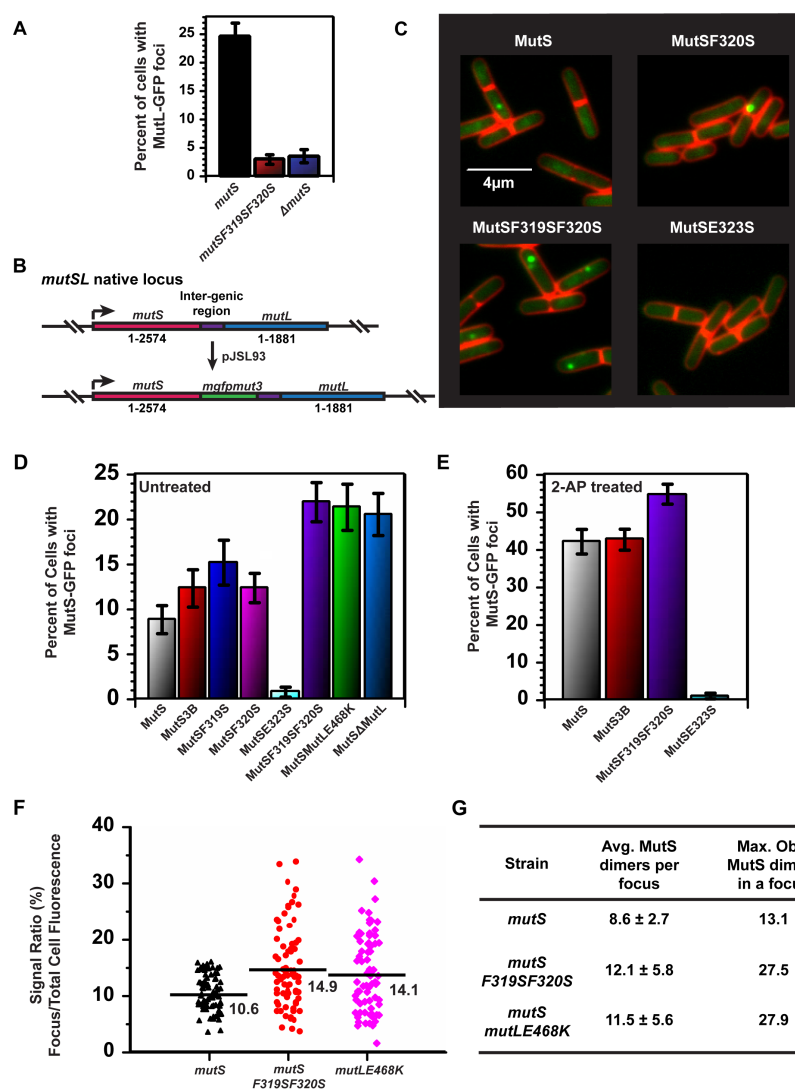 A
Percent of cells with
MutL-GFP foci
25
20
15
10
5
0
mutS
mutSF319SF320S
ΔmutS
B
mutSL native locus
Inter-genic
region
mutS
mutL
1-2574
1-1881
pJSL93
mutS
mgfpmut3
mutL
1-2574
1-1881
C
MutS
MutSF320S
4µm
MutSF319SF320S
MutSE323S
D
Untreated
Percent of Cells with
MutS-GFP foci
25
20
15
10
5
0
MutS
MutS3B
MutSF319S
MutSF320S
MutSE323S
MutSF319SF320S
MutSMutLE468K
MutSΔMutL
E
2-AP treated
Percent of Cells with
MutS-GFP foci
60
50
40
30
20
10
0
MutS
MutS3B
MutSF319SF320S
MutSE323S
F
Signal Ratio (%)
Focus/Total Cell Fluorescence
40
30
20
10
0
10.6
14.9
14.1
mutS
mutS
F319SF320S
mutLE468K
G
Strain
Avg. MutS
dimers per
focus
Max. Ob
MutS dim
in a focu
mutS
8.6 ± 2.7
13.1
mutS
F319SF320S
12.1 ± 5.8
27.5
mutS
mutLE468K
11.5 ± 5.6
27.9